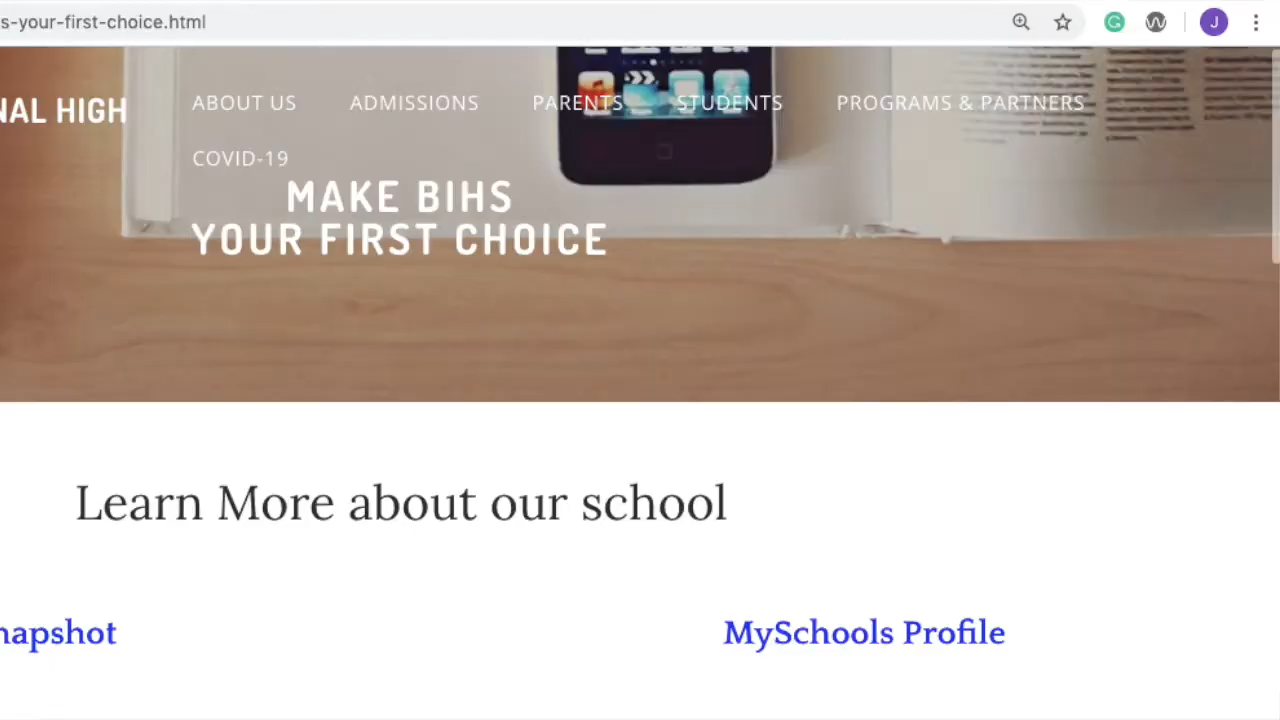 s-your-first-choice.html
J
NAL HIGH
ABOUT US ADMISSIONS PARENTS STUDENTS PROGRAMS & PARTNERS
COVID-19
MAKE BIHS
YOUR FIRST CHOICE
Learn More about our school
napshot MySchools Profile